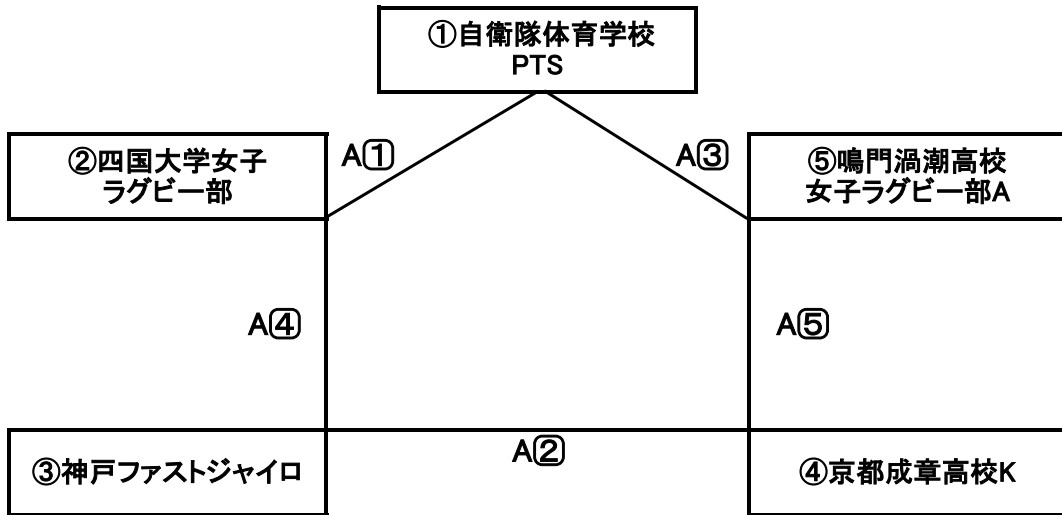 ①自衛隊体育学校
PTS
②四国大学女子
ラグビー部
A①
A③
⑤鳴門渦潮高校
女子ラグビー部A
A④
A⑤
③神戸ファストジャイロ
A②
④京都成章高校K